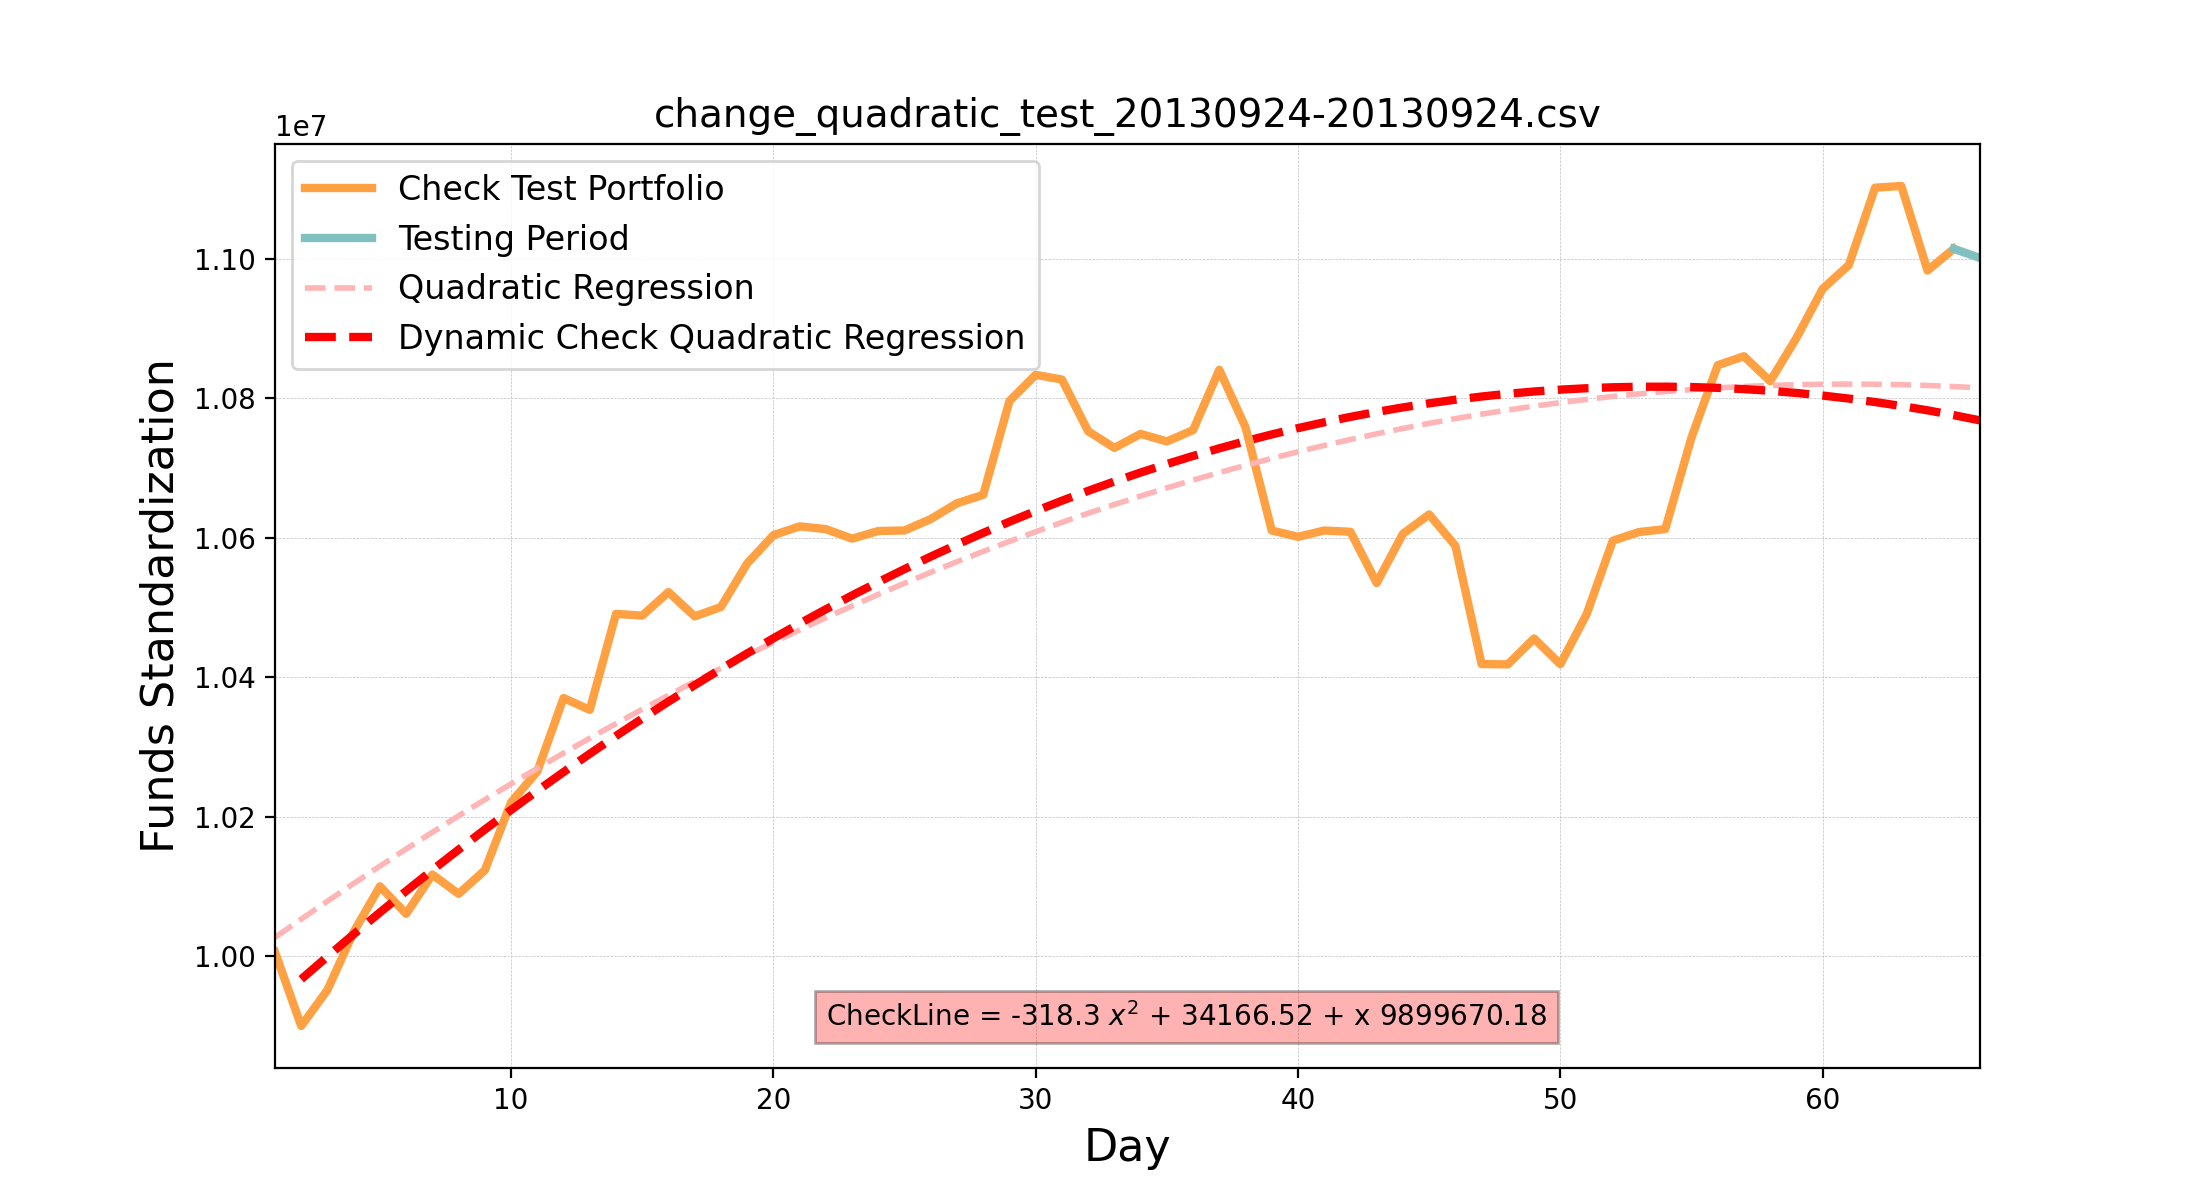 change_quadratic_test_20130924-20130924.csv
1e7
Check Test Portfolio
Testing Period
Quadratic Regression
Dynamic Check Quadratic Regression
1.10
1.08
1.06
1.04
1.02
1.00
Funds Standardization
CheckLine = -318.3 x² + 34166.52 + x 9899670.18
10 20 30 40 50 60
Day